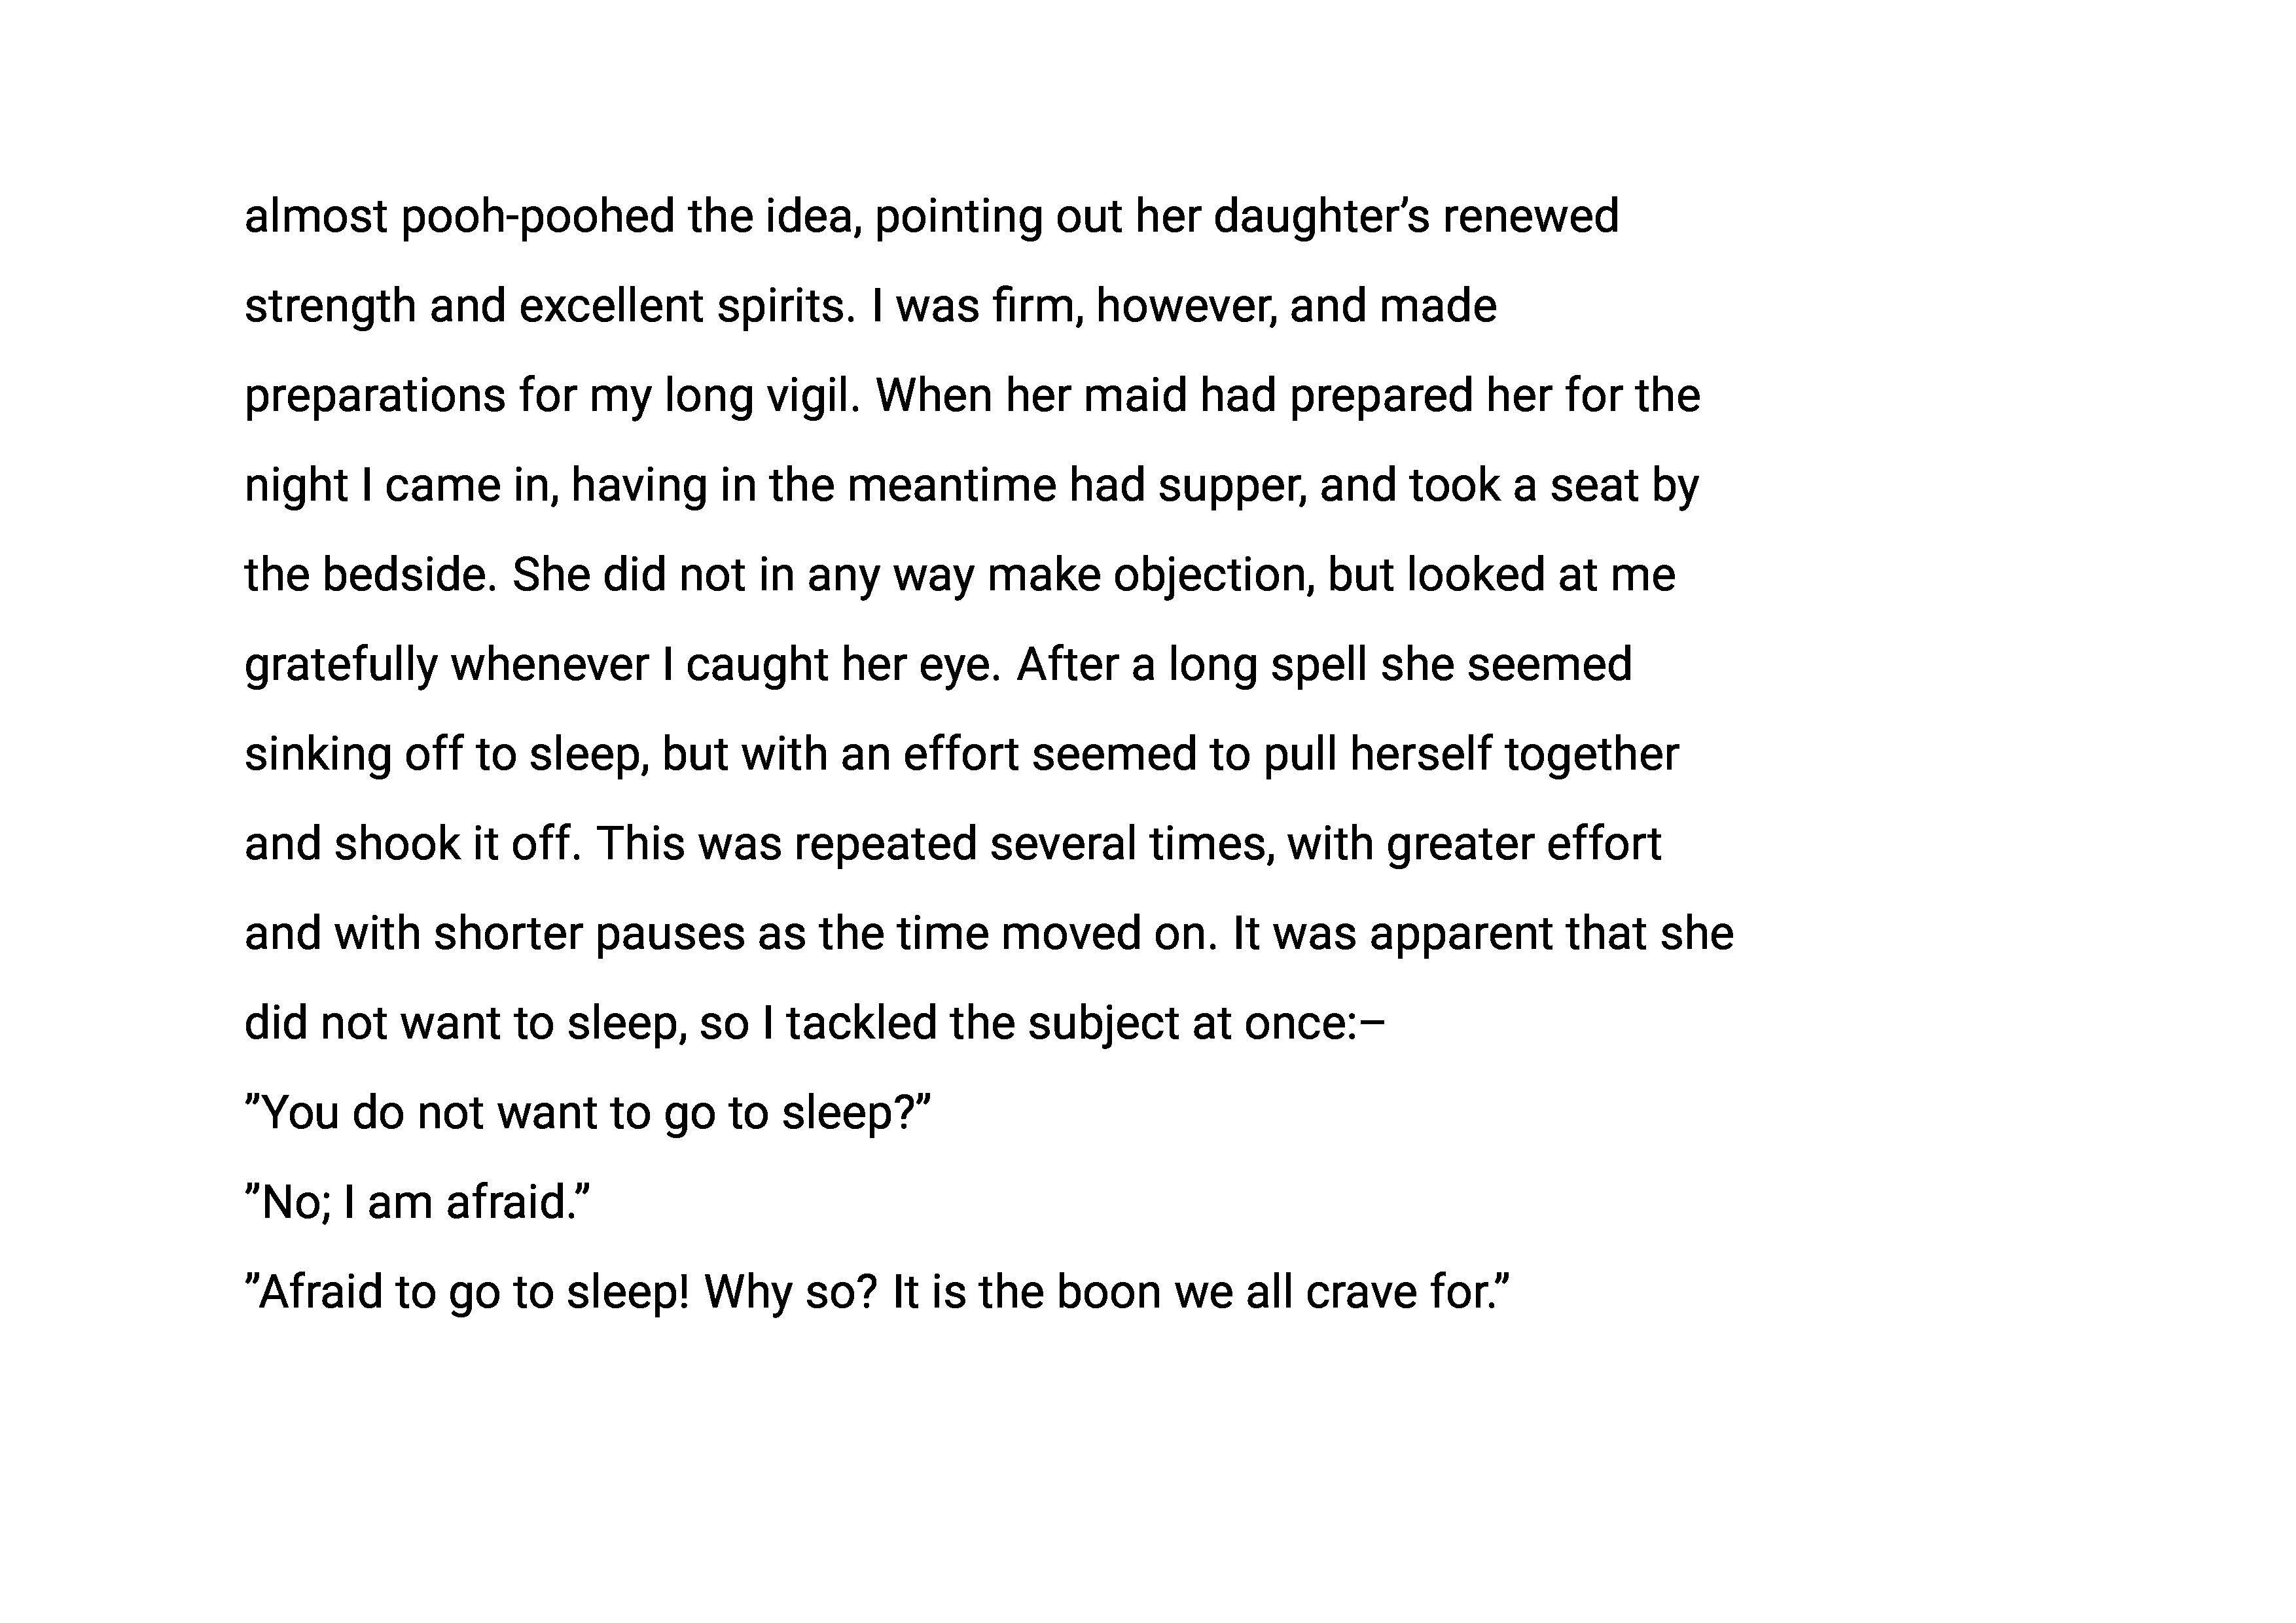 almost pooh-poohed the idea, pointing out her daughter’s renewed
strength and excellent spirits. I was firm, however, and made
preparations for my long vigil. When her maid had prepared her for the
night I came in, having in the meantime had supper, and took a seat by
the bedside. She did not in any way make objection, but looked at me
gratefully whenever I caught her eye. After a long spell she seemed
sinking off to sleep, but with an effort seemed to pull herself together
and shook it off. This was repeated several times, with greater effort
and with shorter pauses as the time moved on. It was apparent that she
did not want to sleep, so I tackled the subject at once:–
”You do not want to go to sleep?”
”No; I am afraid.”
”Afraid to go to sleep! Why so? It is the boon we all crave for.”